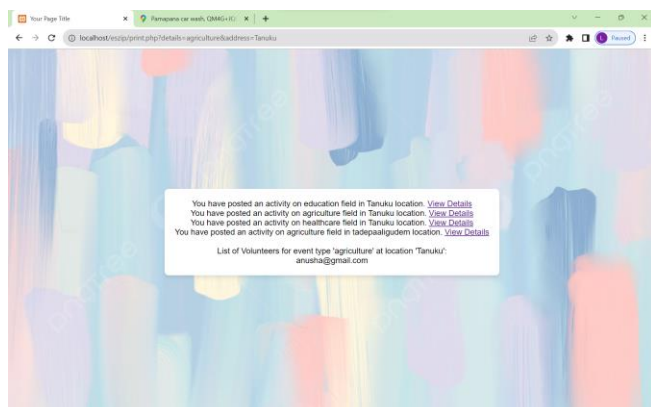 Your Page Title
Pamapana car wash, QM4G+
localhost/eszip/print.php?details=agriculture&address=Tanuku
Paused
You have posted an activity on education field in Tanuku location. View Details
You have posted an activity on agriculture field in Tanuku location. View Details
You have posted an activity on healthcare field in Tanuku location. View Details
You have posted an activity on agriculture field in tadepaaligudem location. View Details
List of Volunteers for event type 'agriculture' at location 'Tanuku':
anusha@gmail.com